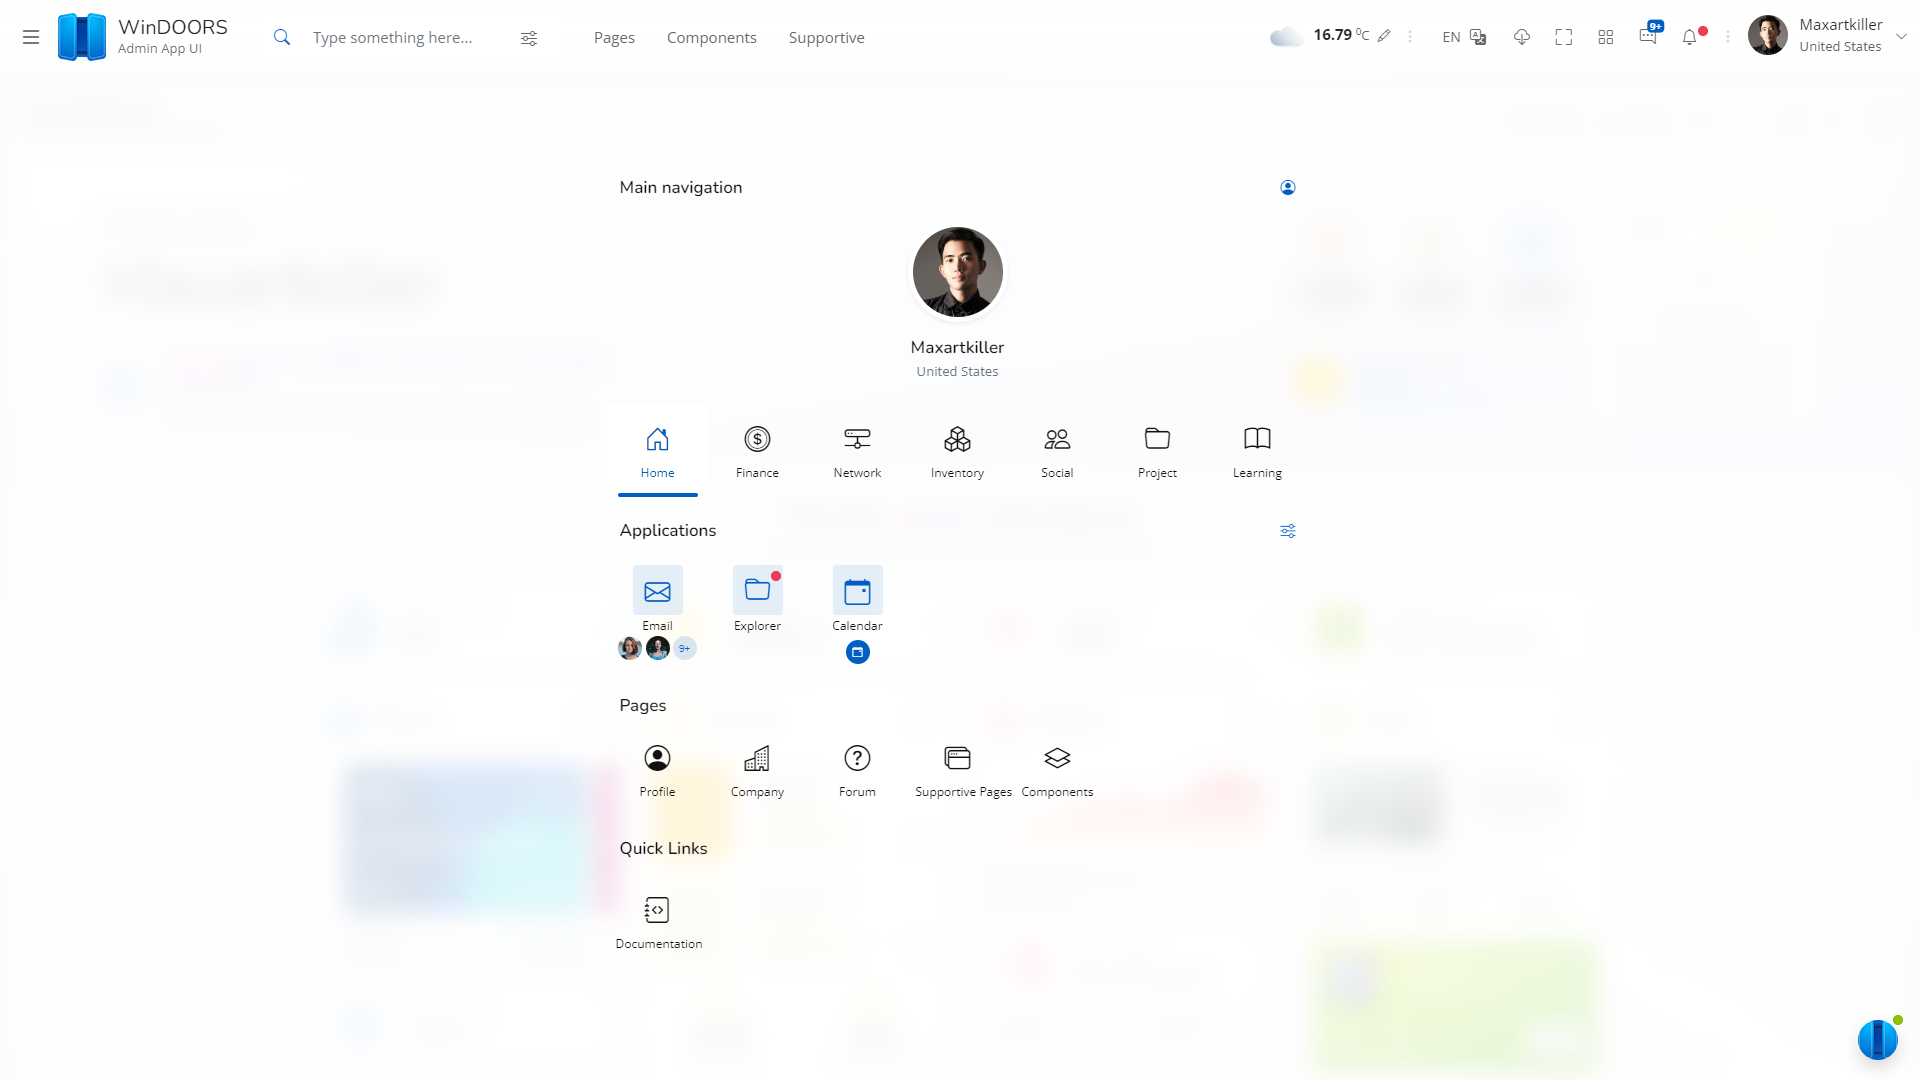 WinDOORS
Admin App UI
Type something here...
Pages
Components
Supportive
16.79 °C
EN
9+
Maxartkiller
United States
Main navigation
Maxartkiller
United States
Home
Finance
Network
Inventory
Social
Project
Learning
Applications
Email
Explorer
Calendar
9+
Pages
Profile
Company
Forum
Supportive Pages
Components
Quick Links
Documentation